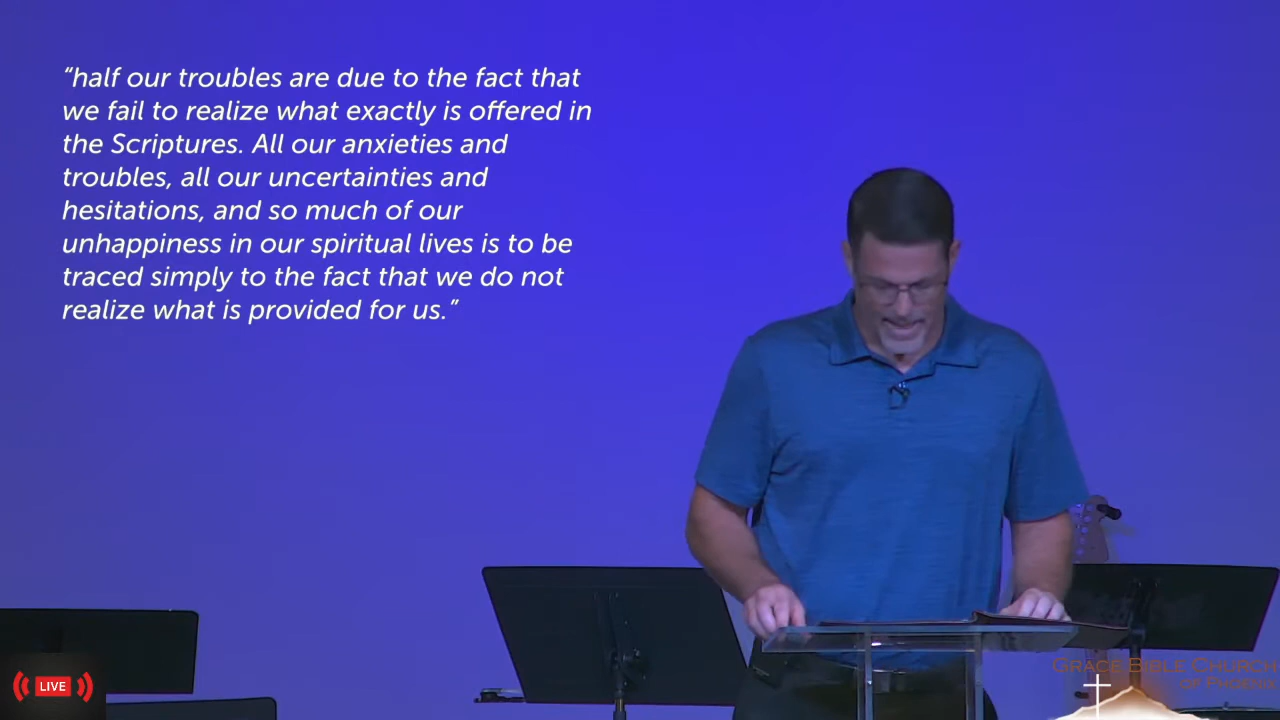 “half our troubles are due to the fact that
we fail to realize what exactly is offered in
the Scriptures. All our anxieties and
troubles, all our uncertainties and
hesitations, and so much of our
unhappiness in our spiritual lives is to be
traced simply to the fact that we do not
realize what is provided for us.”
LIVE
GRACE BIBLE CHURCH
OF PHOENIX